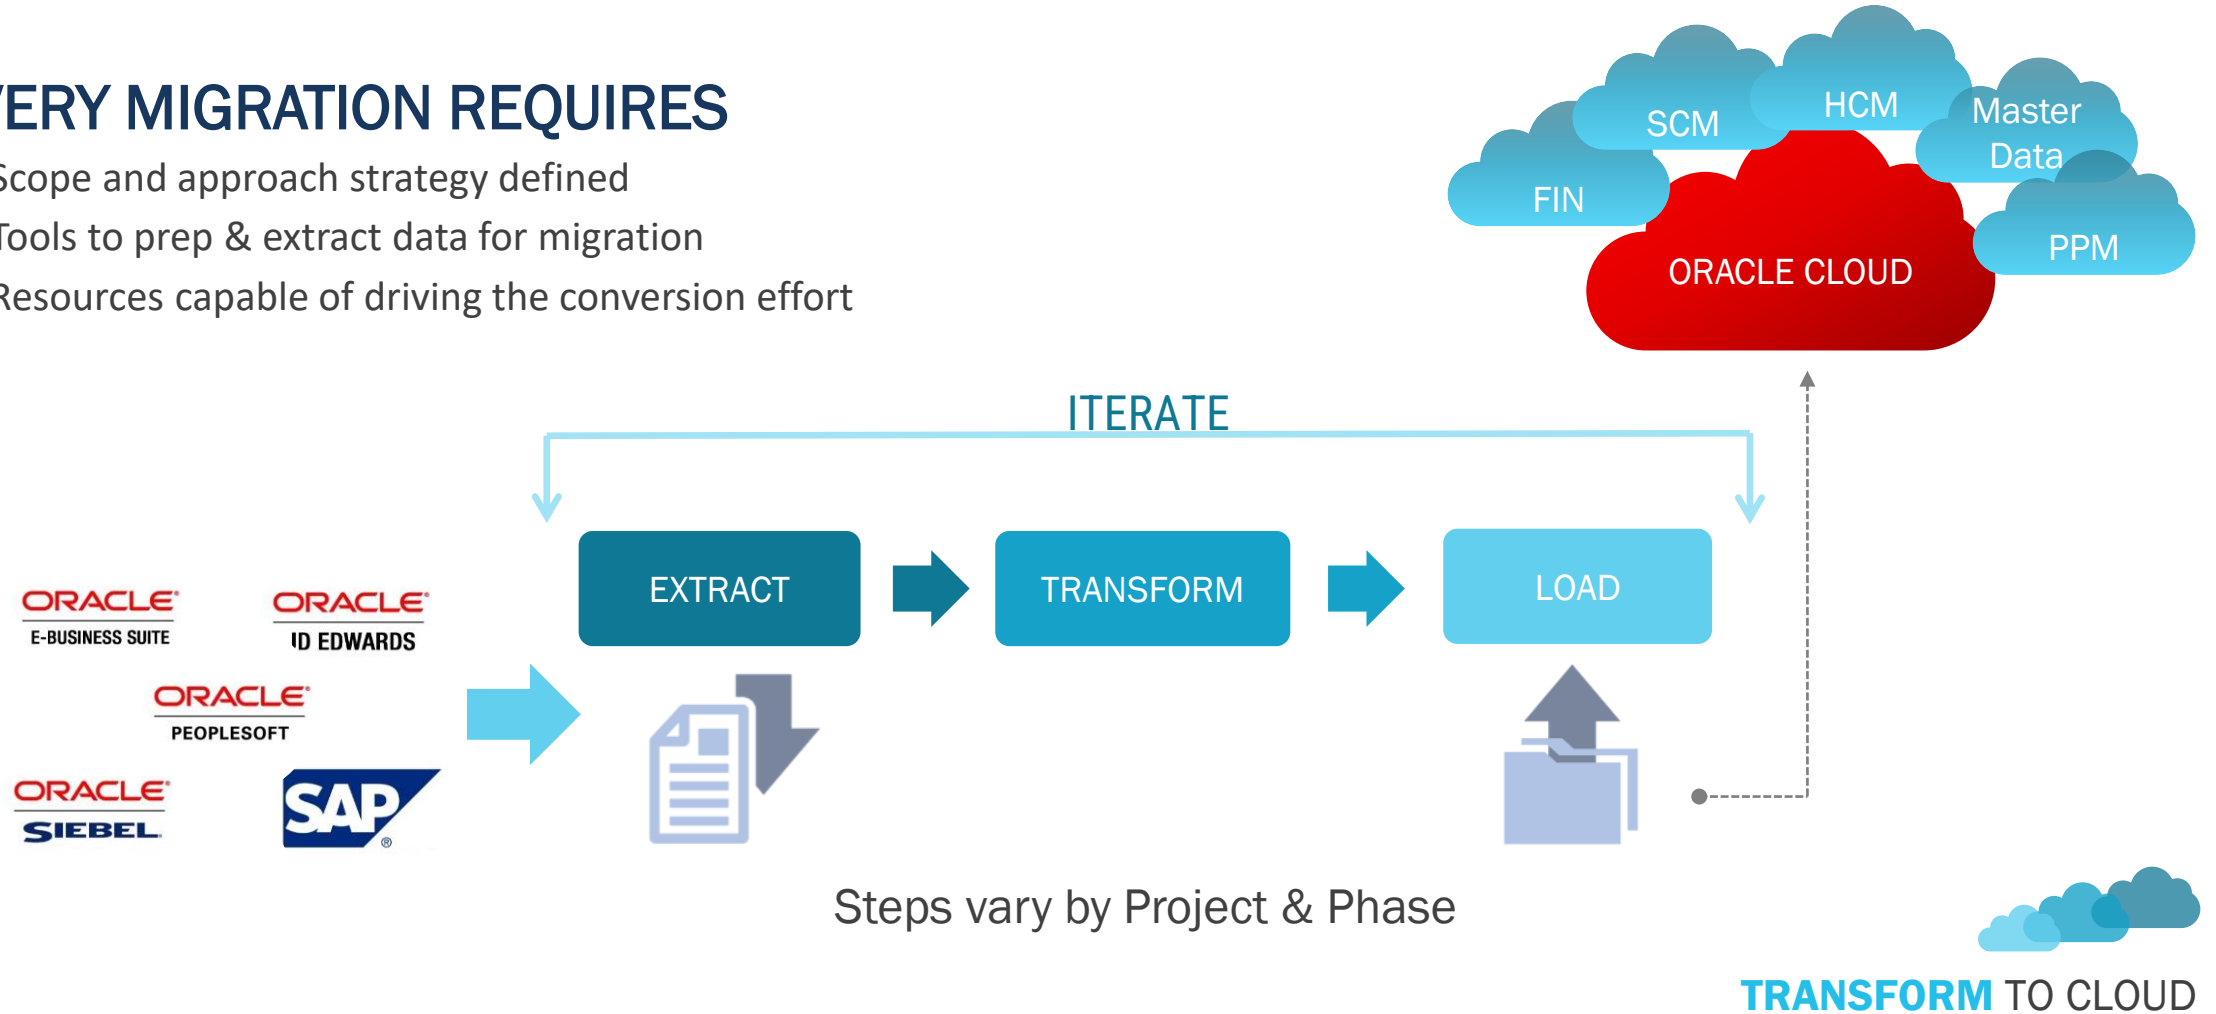 VERY MIGRATION REQUIRES
Scope and approach strategy defined
Tools to prep & extract data for migration
Resources capable of driving the conversion effort
SCM
HCM
Master
Data
FIN
PPM
ORACLE CLOUD
ITERATE
EXTRACT
TRANSFORM
LOAD
ORACLE®
E-BUSINESS SUITE
ORACLE®
JD EDWARDS
ORACLE®
PEOPLESOFT
ORACLE®
SIEBEL
SAP
®
Steps vary by Project & Phase
TRANSFORM TO CLOUD